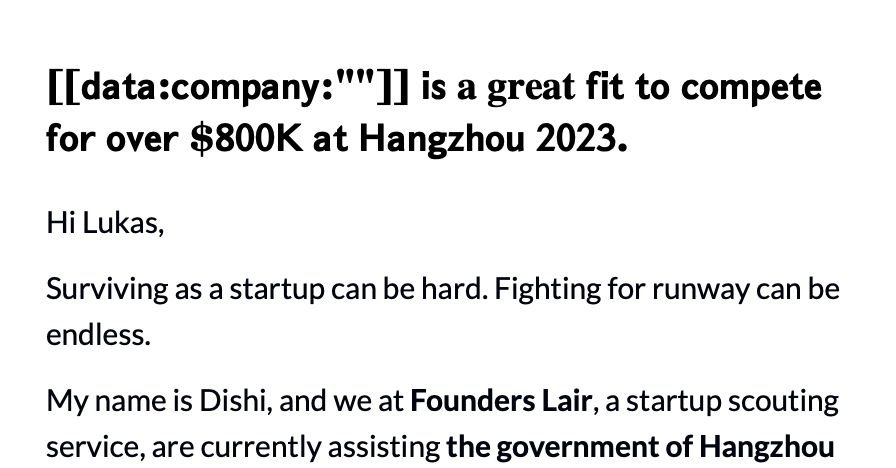 [[data:company:""]] is a great fit to compete
for over $800K at Hangzhou 2023.
Hi Lukas,
Surviving as a startup can be hard. Fighting for runway can be
endless.
My name is Dishi, and we at Founders Lair, a startup scouting
service, are currently assisting the government of Hangzhou